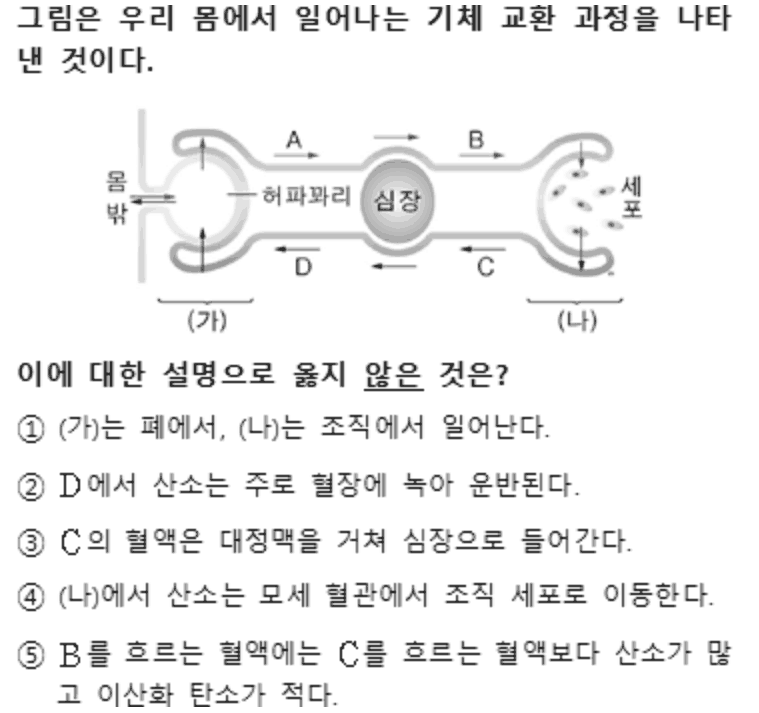 그림은 우리 몸에서 일어나는 기체 교환 과정을 나타
낸 것이다.
A
B
몸
밖
허파꽈리
심장
세
포
D
C
(가)
(나)
이에 대한 설명으로 옳지 않은 것은?
① (가)는 폐에서, (나)는 조직에서 일어난다.
② D에서 산소는 주로 혈장에 녹아 운반된다.
③ C의 혈액은 대정맥을 거쳐 심장으로 들어간다.
④ (나)에서 산소는 모세 혈관에서 조직 세포로 이동한다.
⑤ B를 흐르는 혈액에는 C를 흐르는 혈액보다 산소가 많
고 이산화 탄소가 적다.